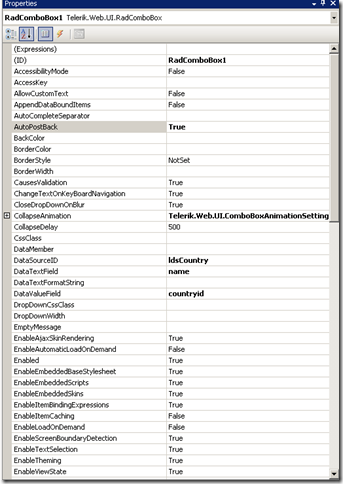 Properties
RadComboBox1 Telerik.Web.UI.RadComboBox
(Expressions)
(ID) RadComboBox1
AccessibilityMode False
AccessKey
AllowCustomText False
AppendDataBoundItems False
AutoCompleteSeparator
AutoPostBack True
BackColor
BorderColor
BorderStyle NotSet
BorderWidth
CausesValidation True
ChangeTextOnKeyBoardNavigation True
CloseDropDownOnBlur True
CollapseAnimation Telerik.Web.UI.ComboBoxAnimationSetting
CollapseDelay 500
CssClass
DataMember
DataSourceID ldsCountry
DataTextField name
DataTextFormatString
DataValueField countryid
DropDownCssClass
DropDownWidth
EmptyMessage
EnableAjaxSkinRendering True
EnableAutomaticLoadOnDemand False
Enabled True
EnableEmbeddedBaseStylesheet True
EnableEmbeddedScripts True
EnableEmbeddedSkins True
EnableItemBindingExpressions True
EnableItemCaching False
EnableLoadOnDemand False
EnableScreenBoundaryDetection True
EnableTextSelection True
EnableTheming True
EnableViewState True